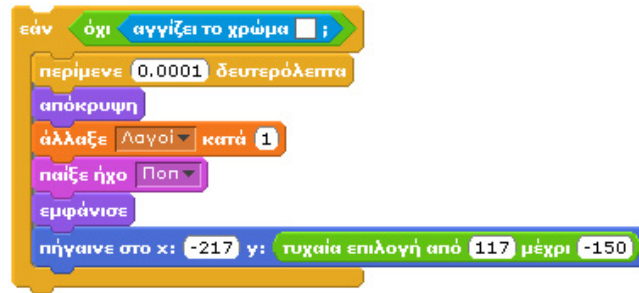 εάν όχι αγγίζει το χρώμα ;
περίμενε 0.0001 δευτερόλεπτα
απόκρυψη
άλλαξε Λαγοί κατά 1
παίξε ήχο Ποπ
εμφάνισε
πήγαινε στο x: -217 y: τυχαία επιλογή από 117 μέχρι -150